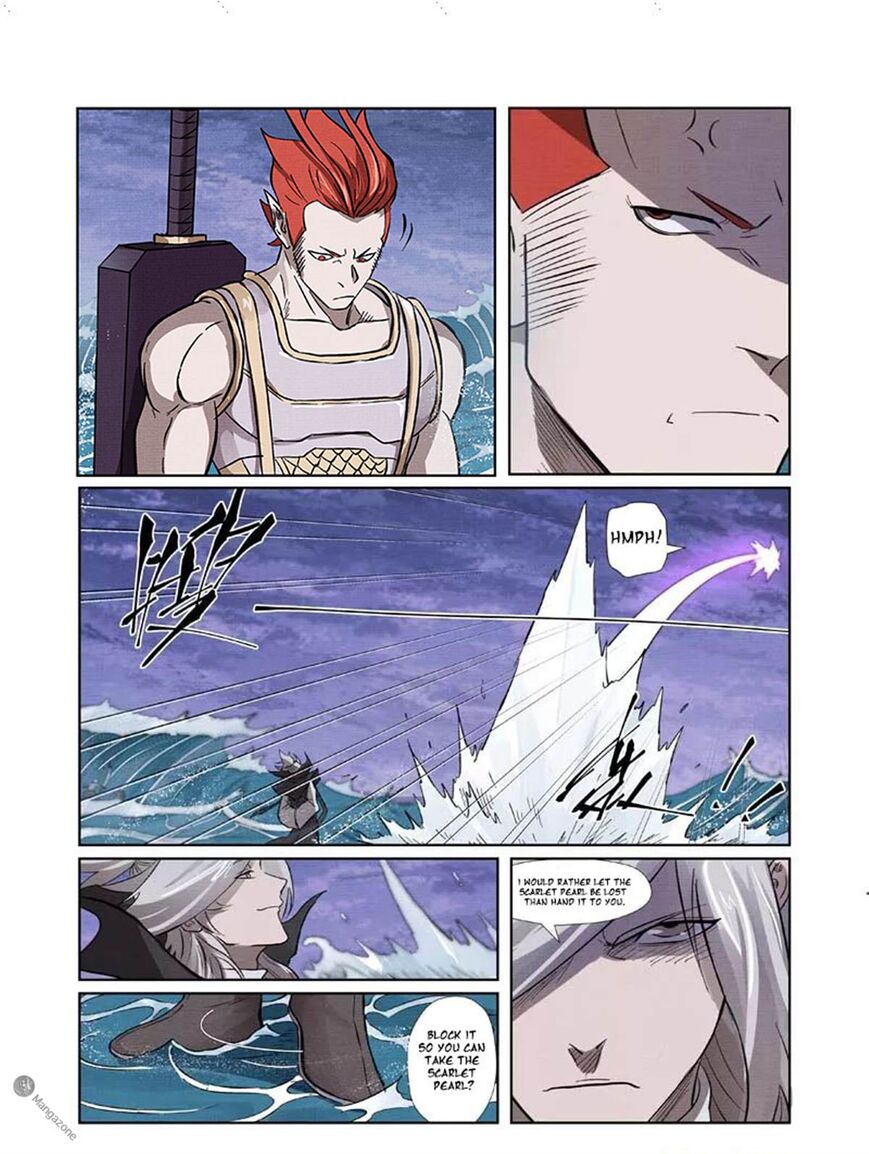 HMPH!
I WOULD RATHER LET THE
SCARLET PEARL BE LOST
THAN HAND IT TO YOU.
BLOCK IT
SO YOU CAN
TAKE THE
SCARLET
PEARL?
Mangazone